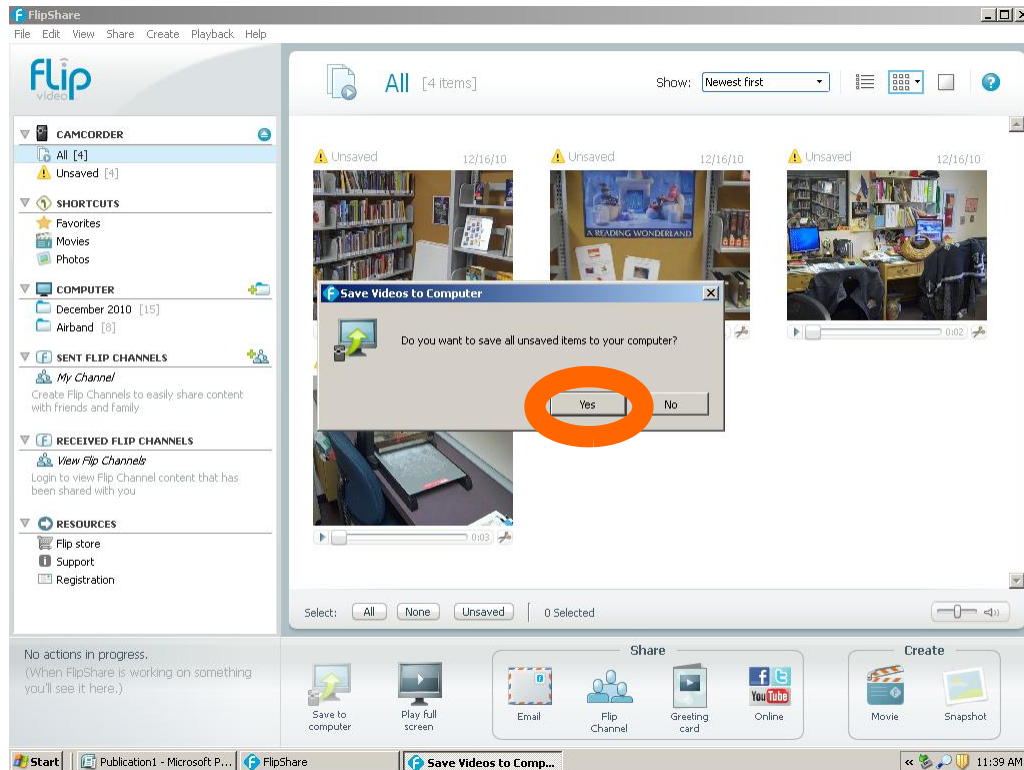 FlipShare
File Edit View Share Create Playback Help
flip
video
CAMCORDER
All [4]
Unsaved [4]
SHORTCUTS
Favorites
Movies
Photos
COMPUTER
December 2010 [15]
Airband [8]
SENT FLIP CHANNELS
My Channel
Create Flip Channels to easily share content
with friends and family
RECEIVED FLIP CHANNELS
View Flip Channels
Login to view Flip Channel content that has
been shared with you
RESOURCES
Flip store
Support
Registration
All [4 items]
Show: Newest first
Unsaved 12/16/10
Unsaved 12/16/10
Unsaved 12/16/10
A READING WONDERLAND
0:02
Save Videos to Computer
Do you want to save all unsaved items to your computer?
Yes No
0:03
Select: All None Unsaved 0 Selected
No actions in progress.
(When FlipShare is working on something
you'll see it here.)
Save to
computer
Play full
screen
Share
Email
Flip
Channel
Greeting
card
You Tube
Online
Create
Movie
Snapshot
Start Publication1 - Microsoft P... FlipShare Save Videos to Comp... 11:39 AM